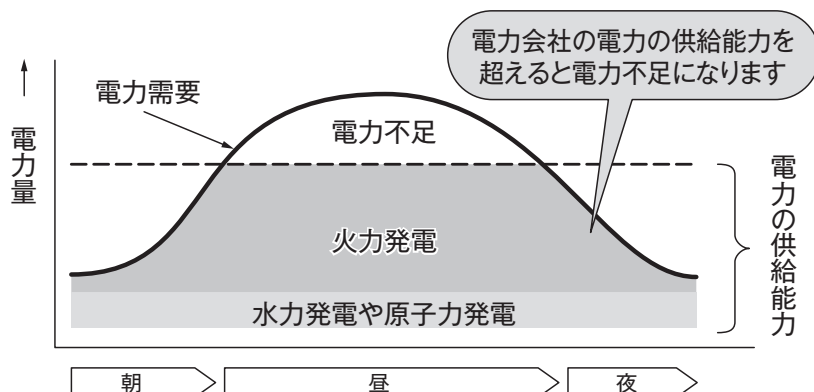 電力会社の電力の供給能力を
超えると電力不足になります
電力需要
電力不足
電力量
火力発電
電力の供給能力
水力発電や原子力発電
朝
昼
夜